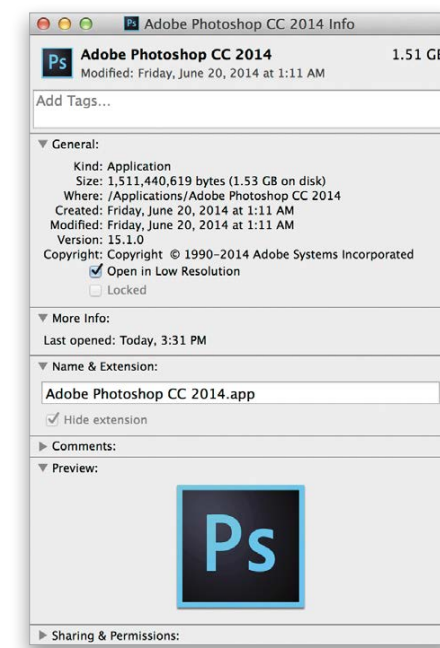 Adobe Photoshop CC 2014 Info
Ps
Adobe Photoshop CC 2014 1.51 GB
Modified: Friday, June 20, 2014 at 1:11 AM
Add Tags...
General:
Kind: Application
Size: 1,511,440,619 bytes (1.53 GB on disk)
Where: /Applications/Adobe Photoshop CC 2014
Created: Friday, June 20, 2014 at 1:11 AM
Modified: Friday, June 20, 2014 at 1:11 AM
Version: 15.1.0
Copyright: Copyright © 1990-2014 Adobe Systems Incorporated
Open in Low Resolution
Locked
More Info:
Last opened: Today, 3:31 PM
Name & Extension:
Adobe Photoshop CC 2014.app
Hide extension
Comments:
Preview:
Ps
Sharing & Permissions: